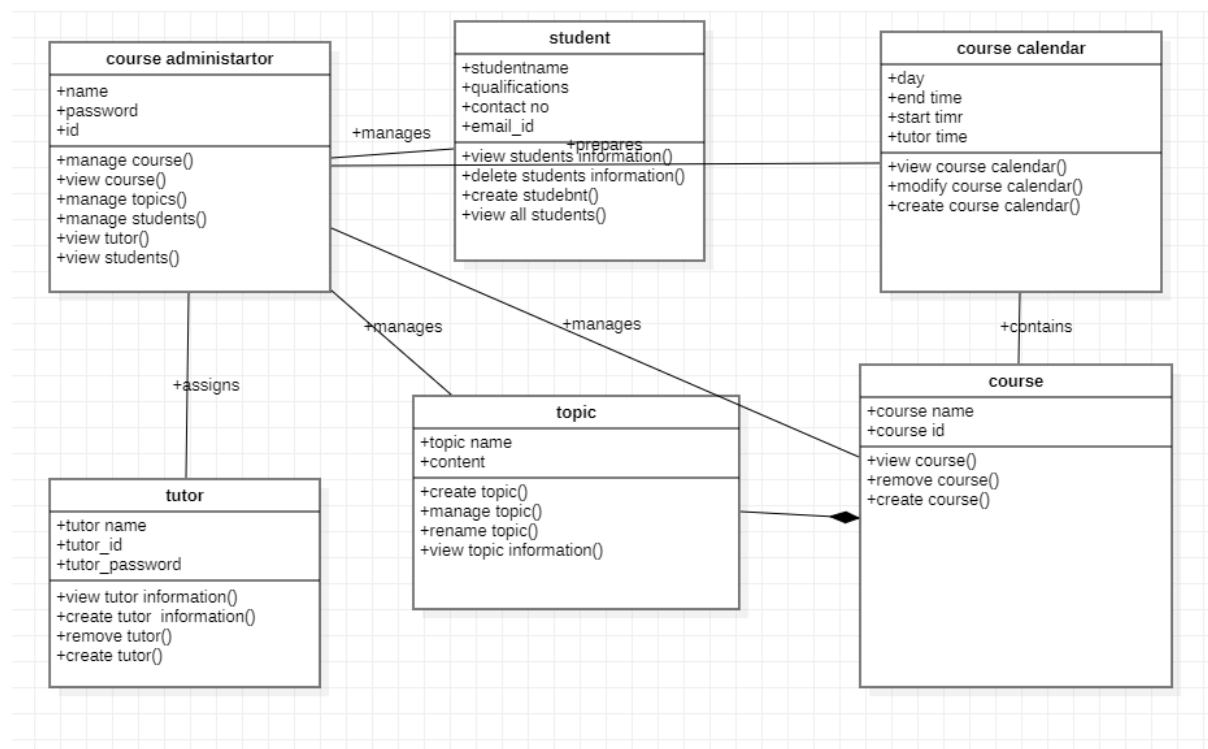 course administartor
+name
+password
+id
+manage course()
+view course()
+manage topics()
+manage students()
+view tutor()
+view students()
+manages
student
+studentname
+qualifications
+contact no
+email_id
+prepares
+view students information()
+delete students information()
+create studebnt()
+view all students()
course calendar
+day
+end time
+start timr
+tutor time
+view course calendar()
+modify course calendar()
+create course calendar()
+manages
+manages
+contains
+assigns
tutor
+tutor name
+tutor_id
+tutor_password
+view tutor information()
+create tutor  information()
+remove tutor()
+create tutor()
topic
+topic name
+content
+create topic()
+manage topic()
+rename topic()
+view topic information()
course
+course name
+course id
+view course()
+remove course()
+create course()